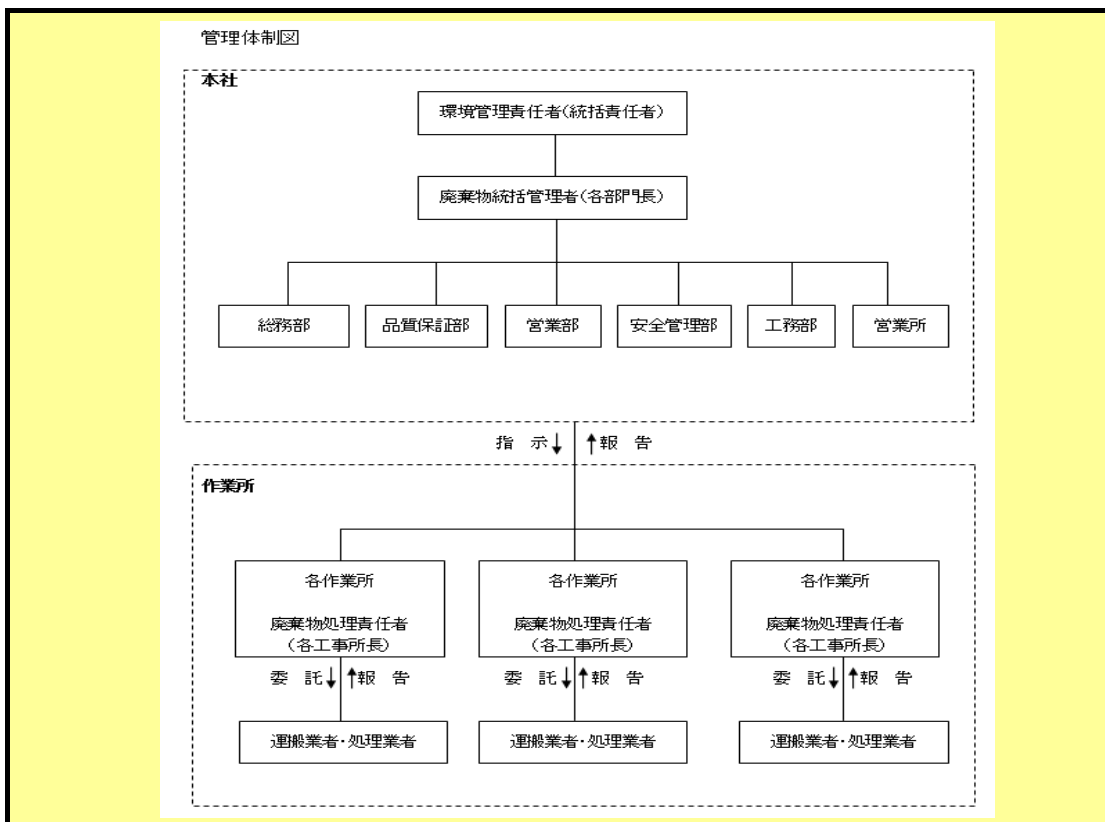 管理体制図
本社
環境管理責任者(統括責任者)
廃棄物統括管理者(各部門長)
総務部 品質保証部 営業部 安全管理部 工務部 営業所
指 示↓ ↑報 告
作業所
各作業所 各作業所 各作業所
廃棄物処理責任者 廃棄物処理責任者 廃棄物処理責任者
(各工事所長) (各工事所長) (各工事所長)
委 託↓ ↑報 告 委 託↓ ↑報 告 委 託↓ ↑報 告
運搬業者・処理業者 運搬業者・処理業者 運搬業者・処理業者